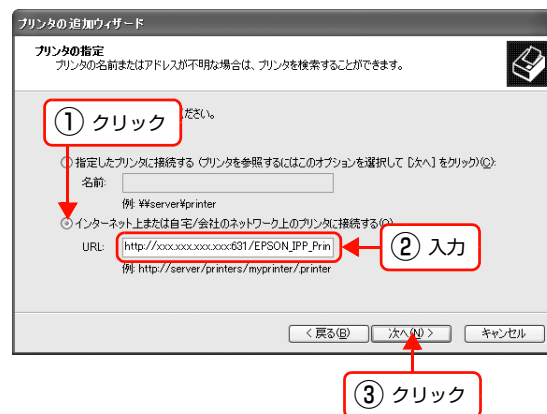 プリンタの追加ウィザード
プリンタの指定
プリンタの名前またはアドレスが不明な場合は、プリンタを検索することができます。
ださい。
① クリック
指定したプリンタに接続する (プリンタを参照するにはこのオプションを選択して [次へ] をクリック)(C):
名前:
例: ¥¥server¥printer
インターネット上または自宅/会社のネットワーク上のプリンタに接続する(O):
URL: http://xxx.xxx.xxx.xxx:631/EPSON_IPP_Prin
② 入力
例: http://server/printers/myprinter/.printer
< 戻る(B) 次へ(N) > キャンセル
③ クリック